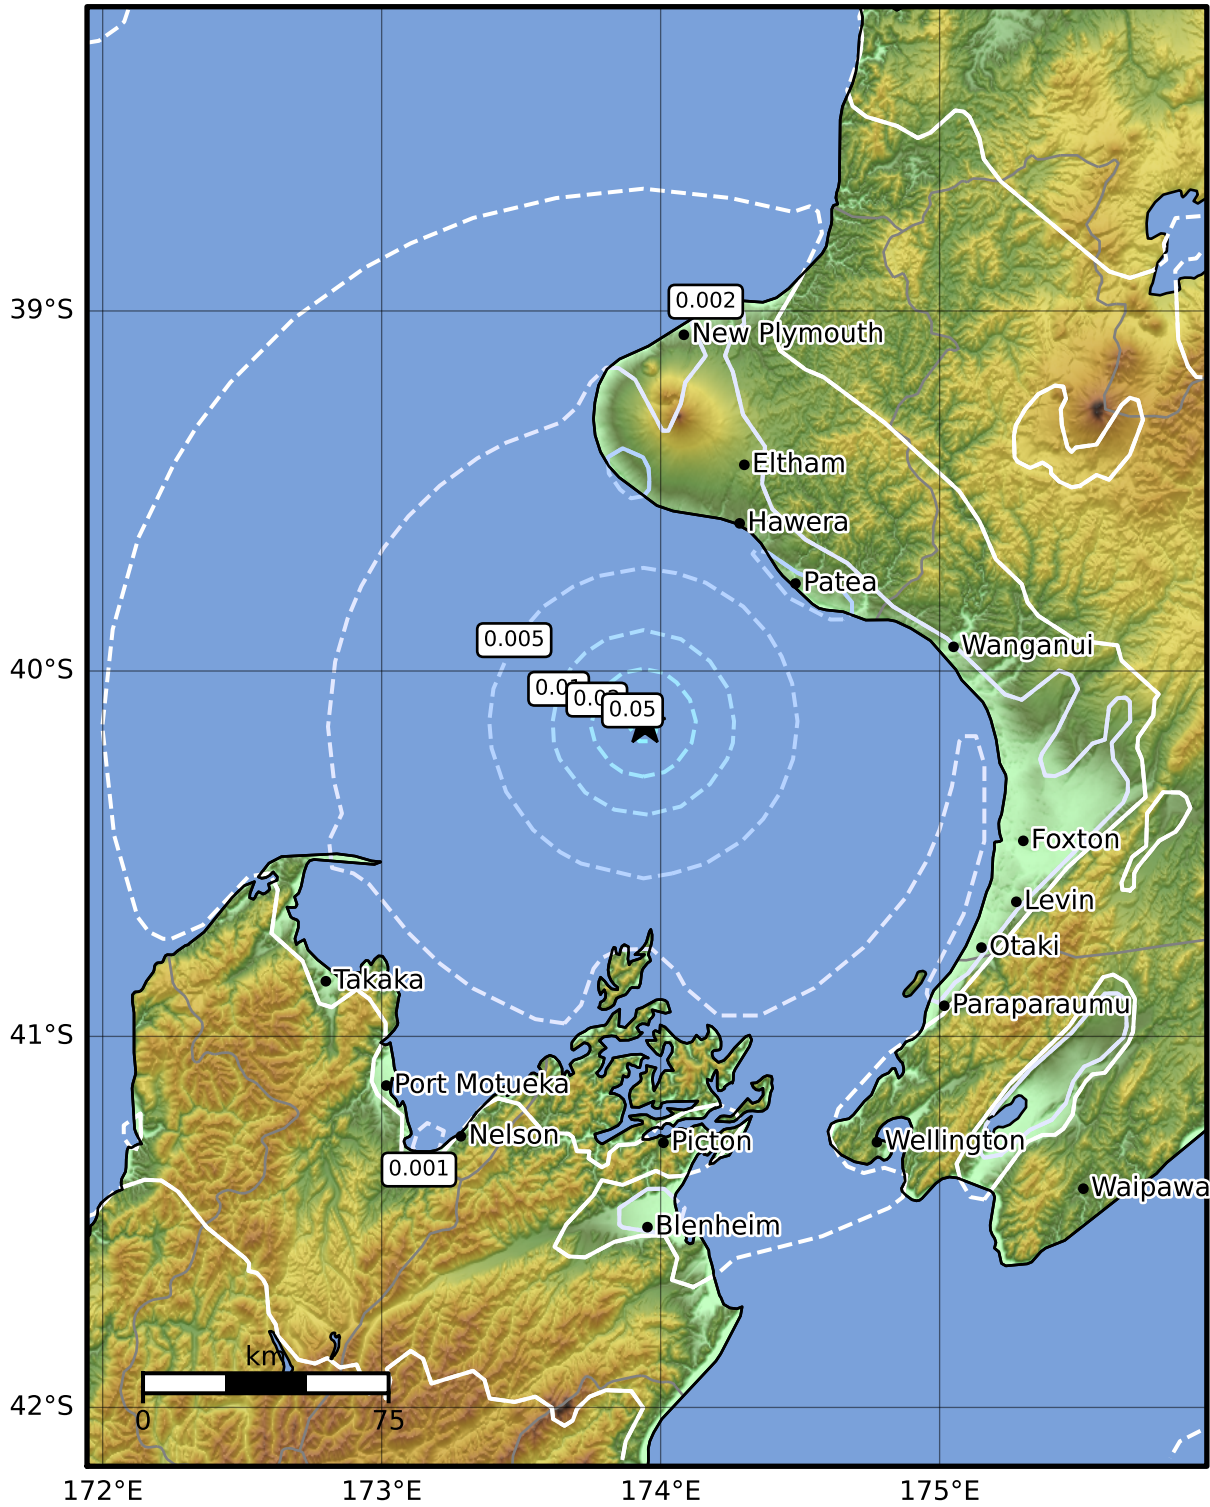 39°S
0.002
New Plymouth
Eltham
Hawera
Patea
0.005
Wanganui
40°S
0.05
Foxton
Levin
Otaki
Takaka
Paraparaumu
41°S
Port Motueka
Nelson
Picton
Wellington
0.001
Waipawa
Blenheim
km
0
75
42°S
172°E
173°E
174°E
175°E